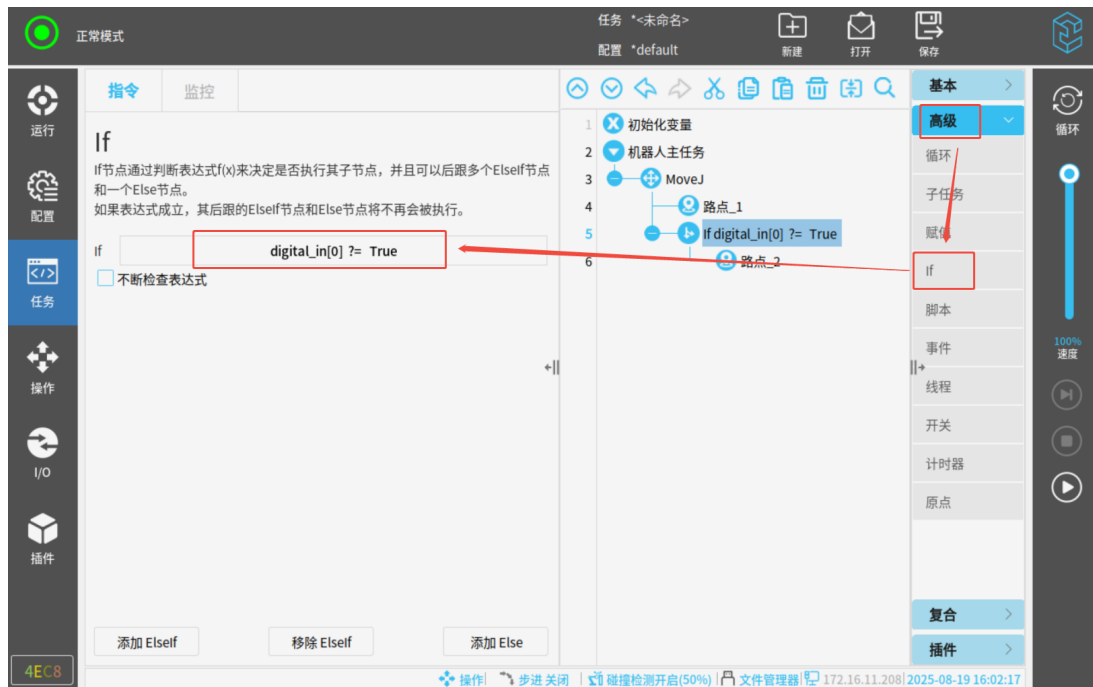 正常模式
任务 *<未命名>
配置 *default
新建
打开
保存
运行
配置
任务
操作
I/O
插件
4EC8
指令
监控
If
If节点通过判断表达式f(x)来决定是否执行其子节点，并且可以后跟多个ElseIf节点
和一个Else节点。
如果表达式成立，其后跟的ElseIf节点和Else节点将不再会被执行。
If
digital_in[0] ?= True
不断检查表达式
添加 ElseIf
移除 ElseIf
添加 Else
1 初始化变量
2 机器人主任务
3 MoveJ
4 路点_1
5 If digital_in[0] ?= True
6 路点_2
基本
高级
循环
子任务
赋值
If
脚本
事件
线程
开关
计时器
原点
复合
插件
循环
100%
速度
操作 步进 关闭 碰撞检测开启(50%) 文件管理器 172.16.11.208 2025-08-19 16:02:17